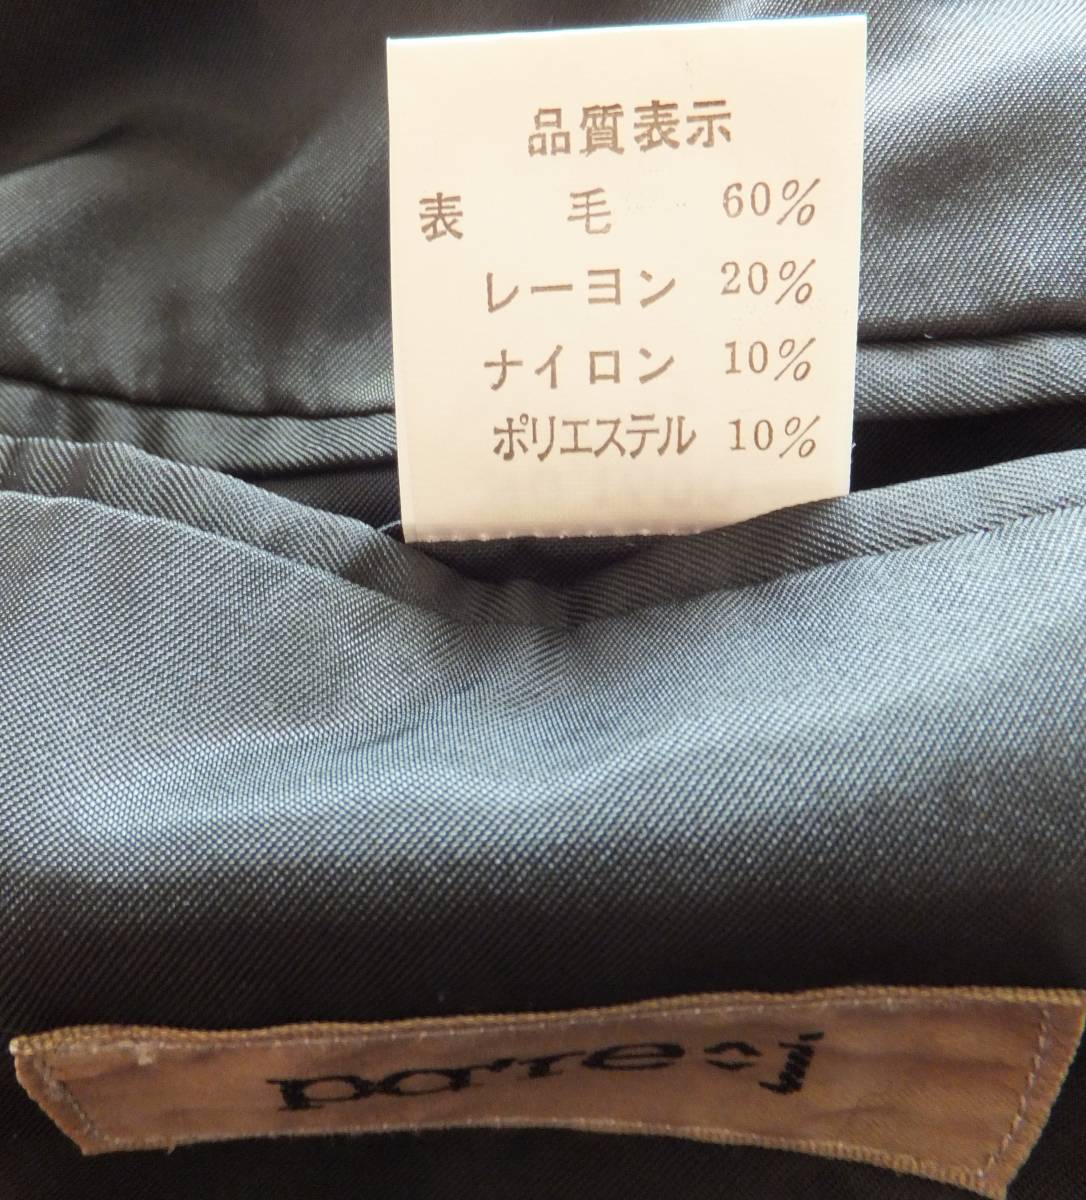 品質表示
表 毛 60%
レーヨン 20%
ナイロン 10%
ポリエステル 10%